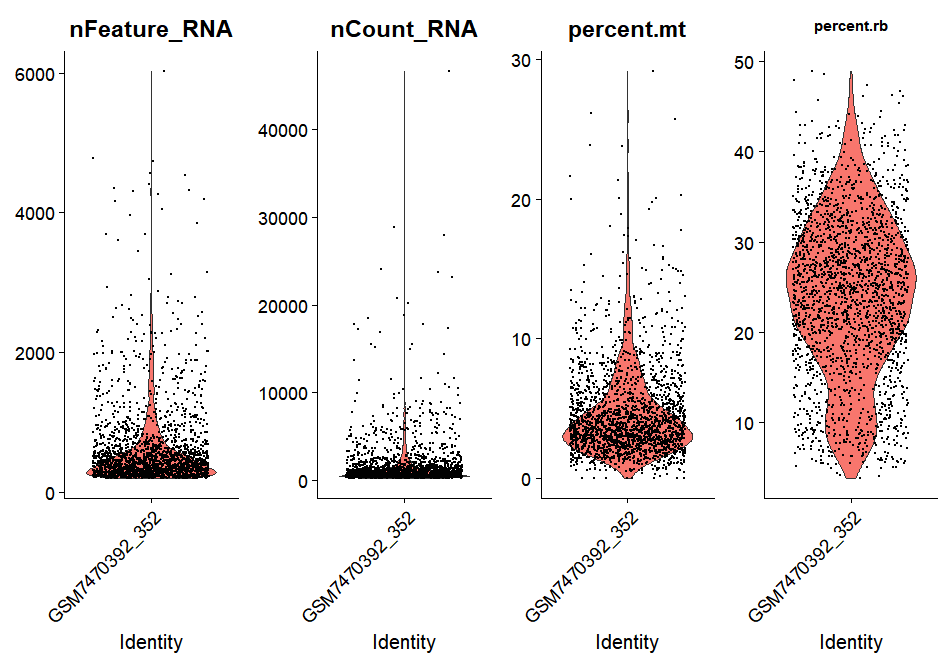 nFeature_RNA
6000
4000
2000
0
GSM7470392_352
Identity
nCount_RNA
40000
30000
20000
10000
0
GSM7470392_352
Identity
percent.mt
30
20
10
0
GSM7470392_352
Identity
percent.rb
50
40
30
20
10
GSM7470392_352
Identity